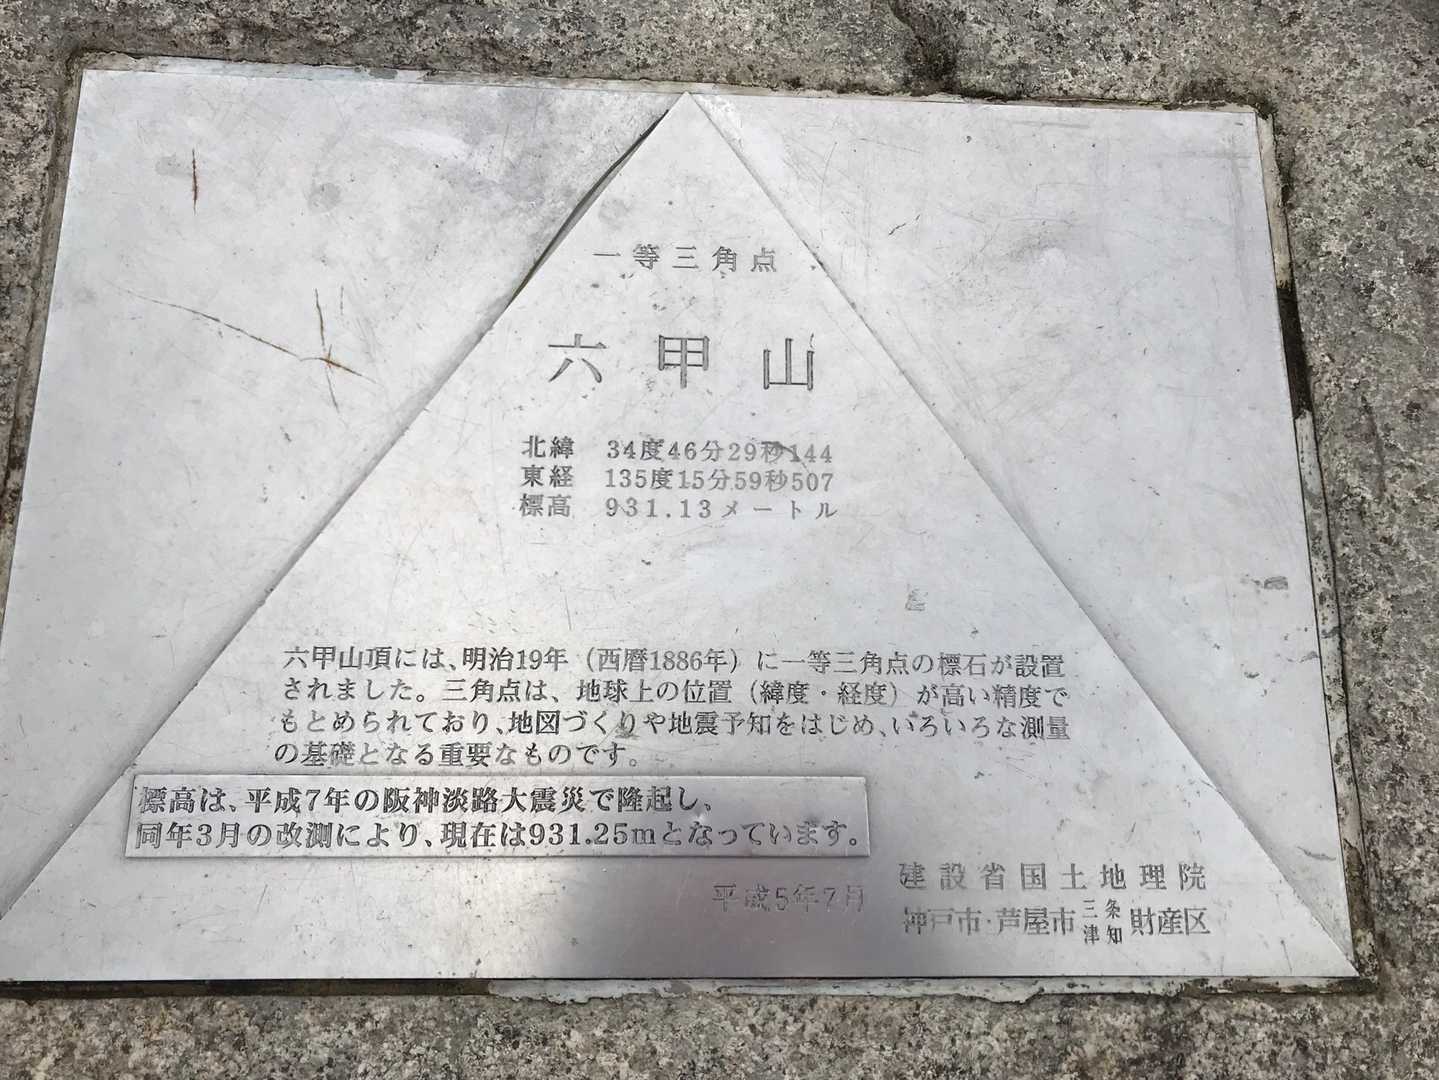 一等三角点
六甲山
北緯 34度46分29秒144
東経 135度15分59秒507
標高 931.13メートル
六甲山頂には、明治19年（西暦1886年）に一等三角点の標石が設置
されました。三角点は、地球上の位置（緯度・経度）が高い精度で
もとめられており、地図づくりや地震予知をはじめ、いろいろな測量
の基礎となる重要なものです。
標高は、平成7年の阪神淡路大震災で隆起し、
同年3月の改測により、現在は931.25mとなっています。
平成5年7月
建設省国土地理院
神戸市・芦屋市三条津知財産区